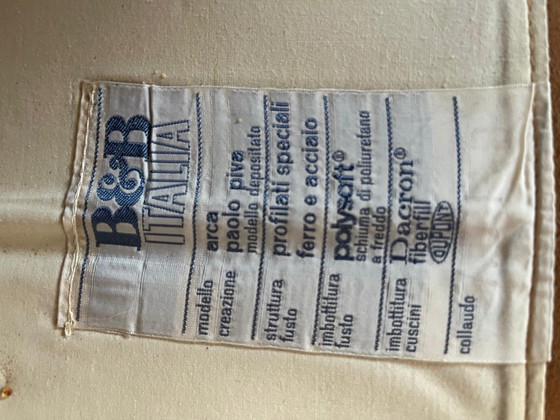 B&B
ITALIA
modello arca
creazione paolo piva
modello depositato
struttura profilati speciali
fusto ferro e acciaio
imbottitura polysoft®
fusto schiuma di poliuretano
a freddo
imbottitura Dacron®
cuscini fiberfill
DUPONT
collaudo